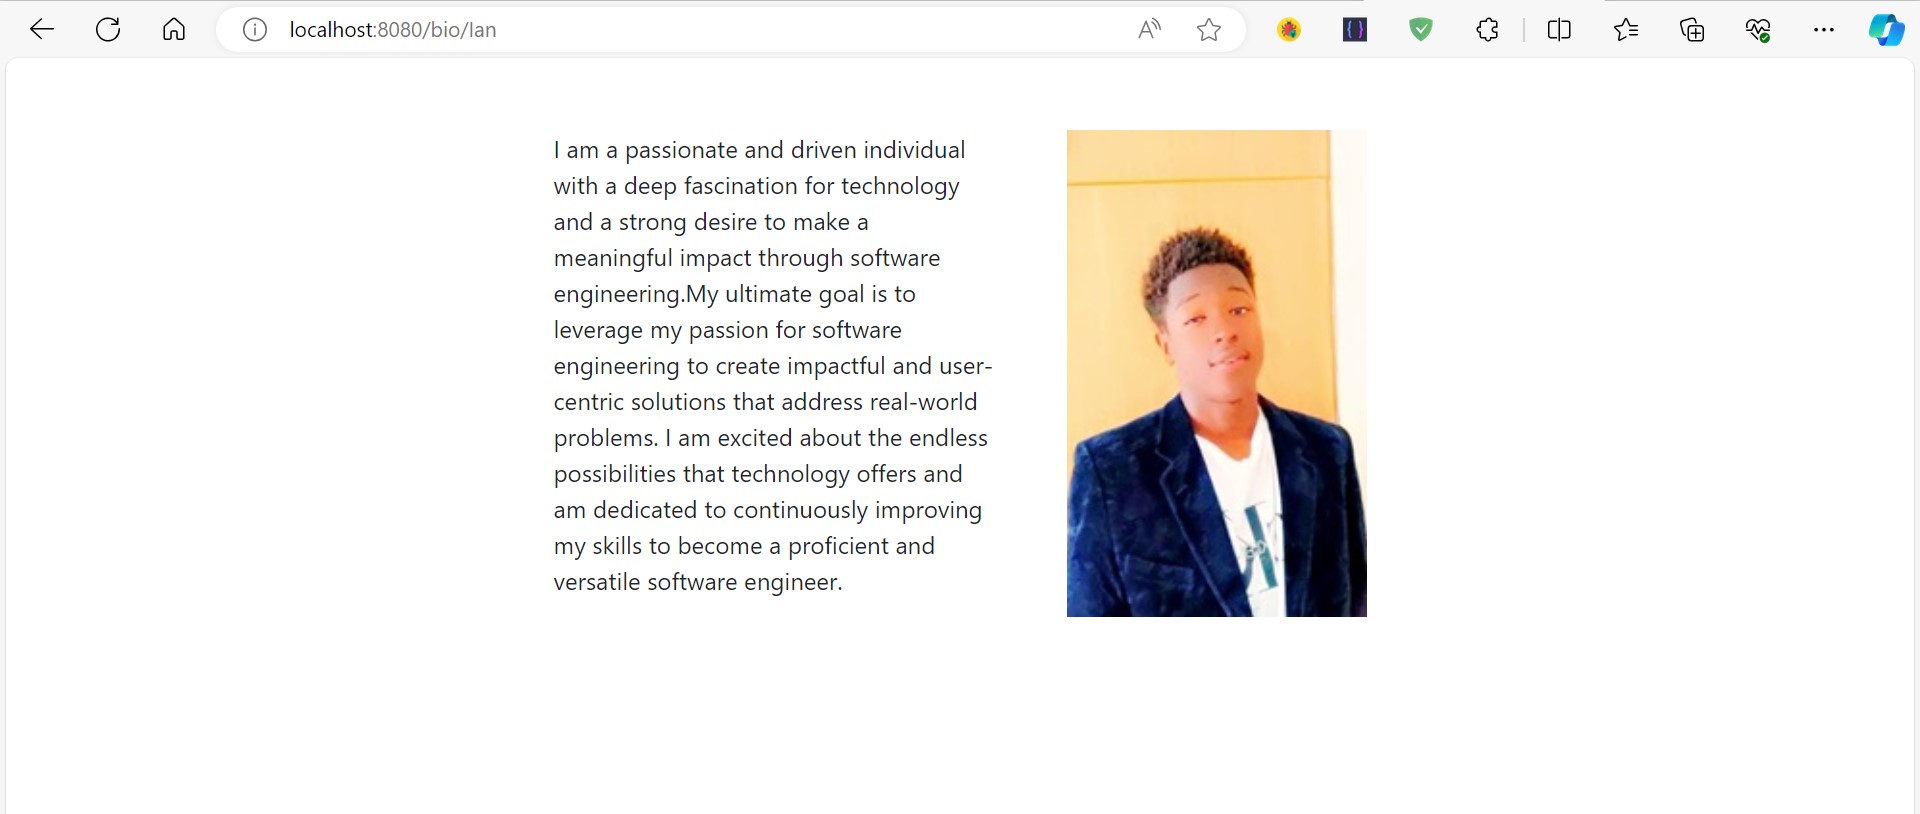 localhost:8080/bio/Ian
I am a passionate and driven individual
with a deep fascination for technology
and a strong desire to make a
meaningful impact through software
engineering.My ultimate goal is to
leverage my passion for software
engineering to create impactful and user-
centric solutions that address real-world
problems. I am excited about the endless
possibilities that technology offers and
am dedicated to continuously improving
my skills to become a proficient and
versatile software engineer.